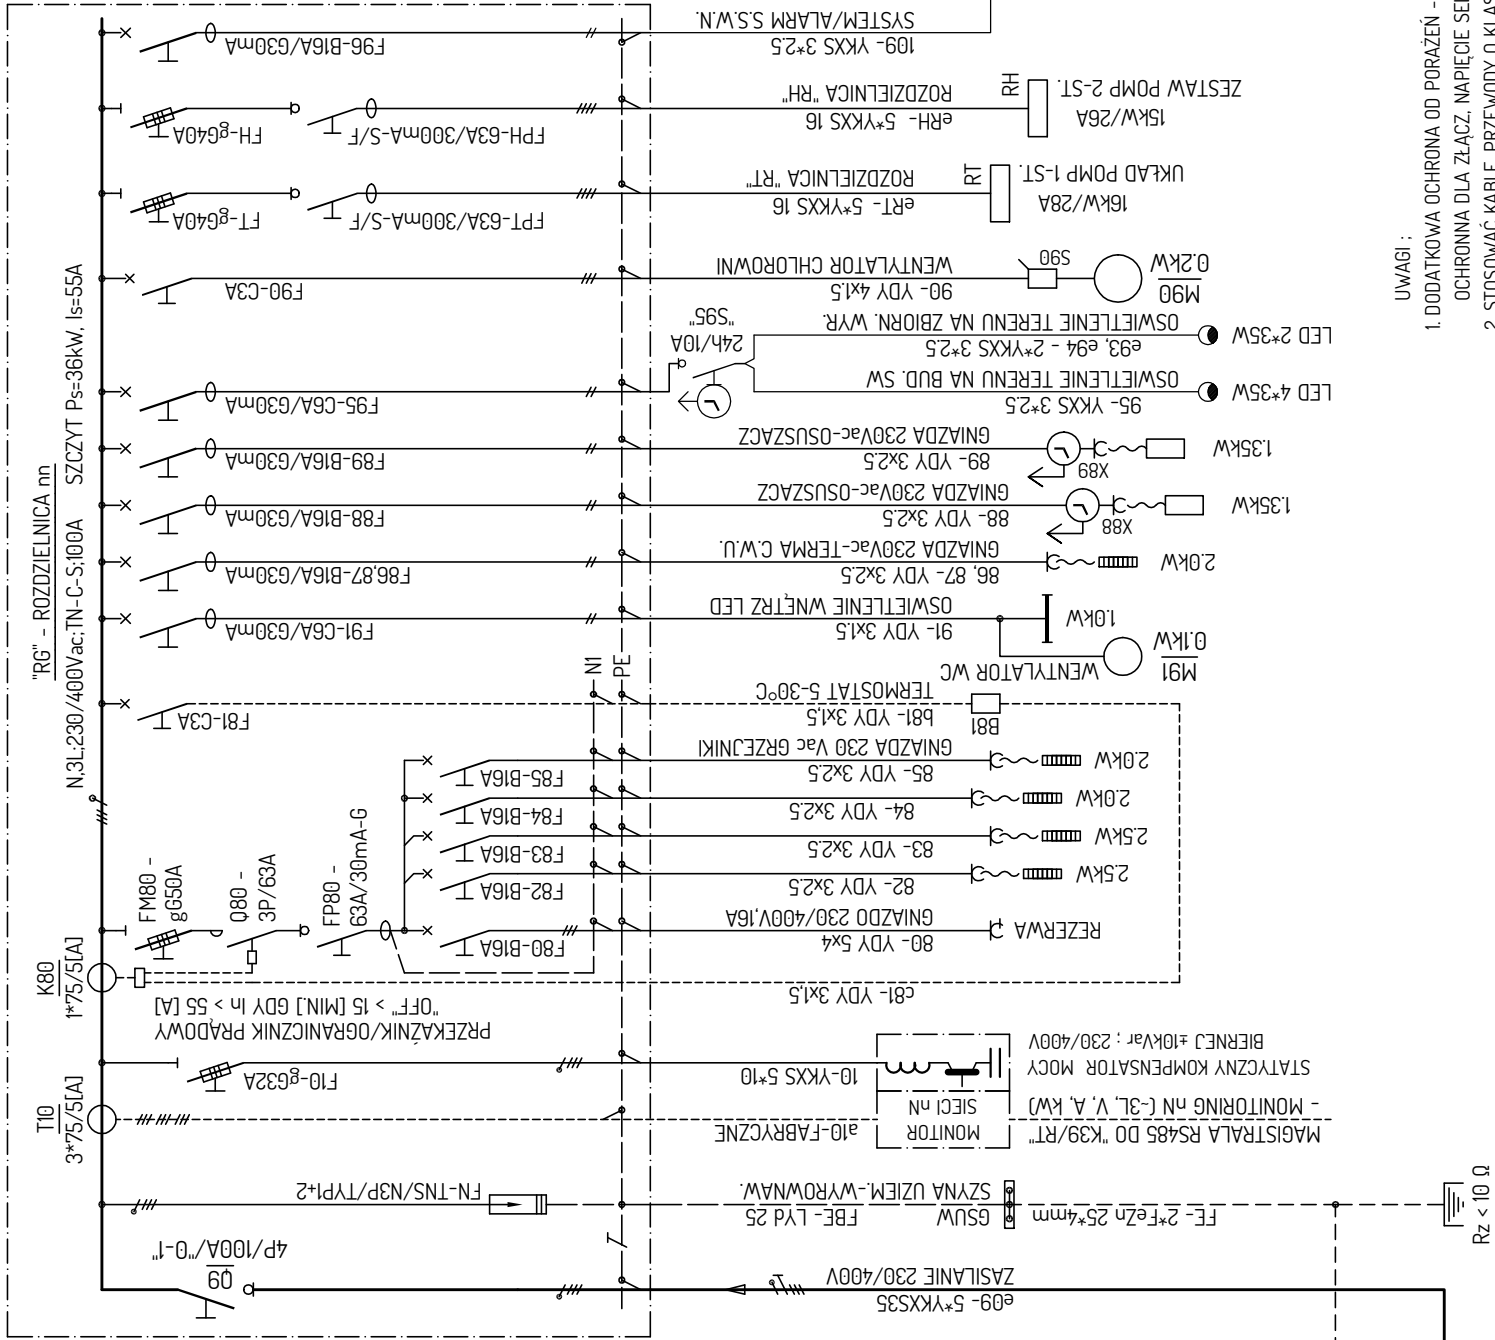 "RG" - ROZDZIELNICA nn
N,3L;230/400Vac;TN-C-S;100A SZCZYT Ps=36kW, Is=55A
F96-B16A/G30mA
109- YKXS 3*2.5
SYSTEM/ALARM S.S.W.N.
FH-gG40A
FPH-63A/300mA-S/F
eRH- 5*YKXS 16
ROZDZIELNICA "RH"
RH
15kW/26A
ZESTAW POMP 2-ST.
FT-gG40A
FPT-63A/300mA-S/F
eRT- 5*YKXS 16
ROZDZIELNICA "RT"
RT
16kW/28A
UKŁAD POMP 1-ST.
F90-C3A
90- YDY 4x1.5
WENTYLATOR CHLOROWNI
S90
M90
0.2kW
F95-C6A/G30mA
24h/10A
"S95"
e93, e94 - 2*YKXS 3*2.5
OSWIETLENIE TERENU NA ZBIORN. WYR.
LED 2*35W
95- YKXS 3*2.5
OSWIETLENIE TERENU NA BUD. SW
LED 4*35W
F89-B16A/G30mA
89- YDY 3x2.5
GNIAZDA 230Vac-OSUSZACZ
X89
1.35kW
F88-B16A/G30mA
88- YDY 3x2.5
GNIAZDA 230Vac-OSUSZACZ
X88
1.35kW
F86,87-B16A/G30mA
86, 87- YDY 3x2.5
GNIAZDA 230Vac-TERMA C.W.U.
2.0kW
F91-C6A/G30mA
91- YDY 3x1.5
OSWIETLENIE WNĘTRZ LED
1.0kW
WENTYLATOR WC
M91
0.1kW
N1
PE
F81-C3A
b81- YDY 3x1,5
TERMOSTAT 5-30°C
B81
F85-B16A
85- YDY 3x2.5
GNIAZDA 230 Vac GRZEJNIKI
2.0kW
F84-B16A
84- YDY 3x2.5
2.0kW
F83-B16A
83- YDY 3x2.5
2.5kW
F82-B16A
82- YDY 3x2.5
2.5kW
FM80 -
gG50A
Q80 -
3P/63A
FP80 -
63A/30mA-G
F80-B16A
80- YDY 5x4
GNIAZDO 230/400V,16A
REZERWA
K80
1*75/5[A]
c81- YDY 3x1,5
PRZEKAŹNIK/OGRANICZNIK PRĄDOWY
"OFF" > 15 [MIN.] GDY In > 55 [A]
F10-gG32A
10-YKXS 5*10
STATYCZNY KOMPENSATOR MOCY
BIERNEJ ±10kVar ; 230/400V
T10
3*75/5[A]
a10-FABRYCZNE
MONITOR
SIECI nN
MAGISTRALA RS485 DO "K39/RT"
- MONITORING nN (~3L, V, A, kW)
FN-TNS/N3P/TYP1+2
FBE- LYd 25
GSUW
SZYNA UZIEM.-WYROWNAW.
FE- 2*FeZn 25*4mm
Rz < 10 Ω
Q9
4P/100A/"0-1"
e09- 5*YKXS35
ZASILANIE 230/400V
UWAGI ;
1. DODATKOWA OCHRONA OD PORAŻEŃ -
OCHRONNA DLA ZŁĄCZ, NAPIĘCIE
2. STOSOWAĆ KABLE, PRZEWODY O